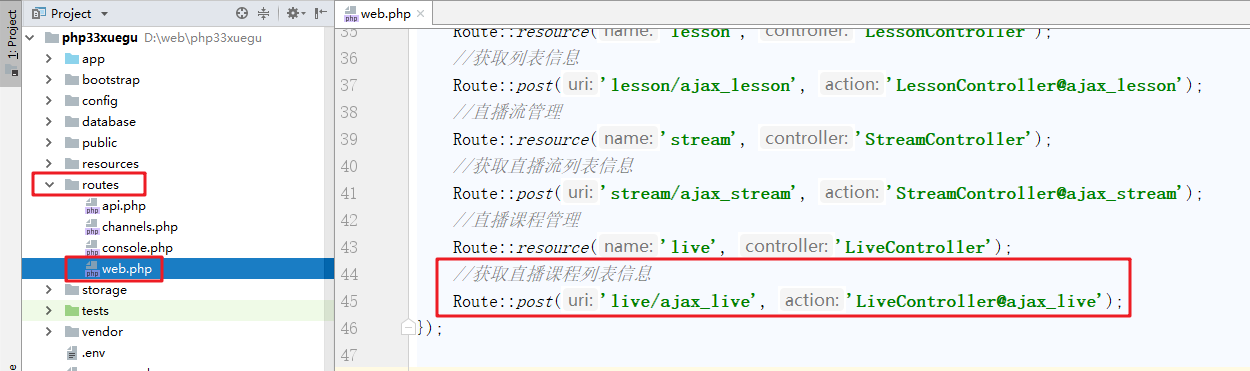 1: Project
Project
php33xuegu D:\web\php33xuegu
app
bootstrap
config
database
public
resources
routes
api.php
channels.php
console.php
web.php
storage
tests
vendor
.env
web.php
35 Route::resource( name: 'lesson', controller: 'LessonController');
36 //获取列表信息
37 Route::post( uri: 'lesson/ajax_lesson', action: 'LessonController@ajax_lesson');
38 //直播流管理
39 Route::resource( name: 'stream', controller: 'StreamController');
40 //获取直播流列表信息
41 Route::post( uri: 'stream/ajax_stream', action: 'StreamController@ajax_stream');
42 //直播课程管理
43 Route::resource( name: 'live', controller: 'LiveController');
44 //获取直播课程列表信息
45 Route::post( uri: 'live/ajax_live', action: 'LiveController@ajax_live');
46 });
47